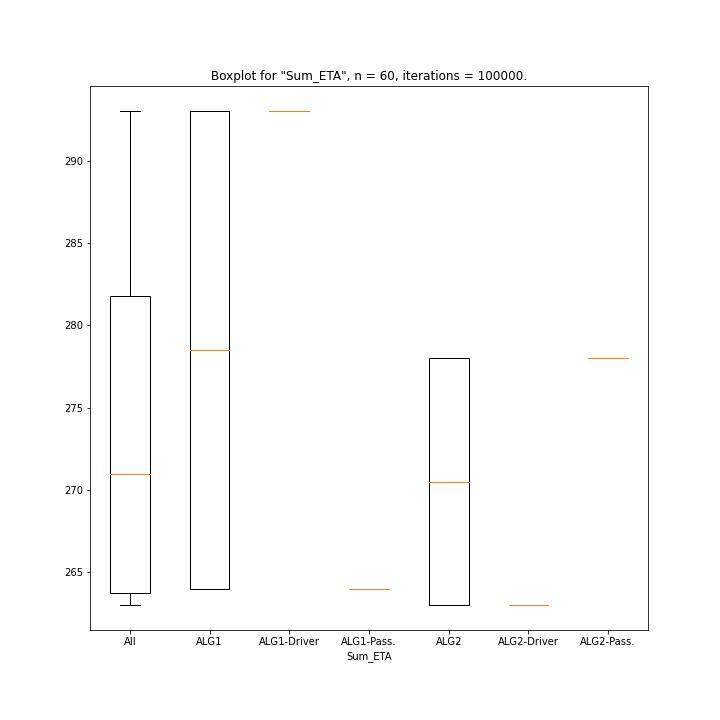 Boxplot for "Sum_ETA", n = 60, iterations = 100000.
290
285
280
275
270
265
All ALG1 ALG1-Driver ALG1-Pass. ALG2 ALG2-Driver ALG2-Pass.
Sum_ETA